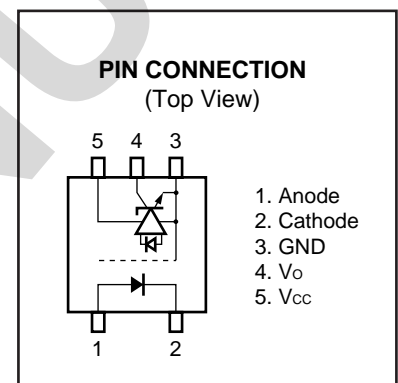 PIN CONNECTION
(Top View)
5 4 3
1. Anode
2. Cathode
3. GND
4. Vo
5. Vcc
1 2